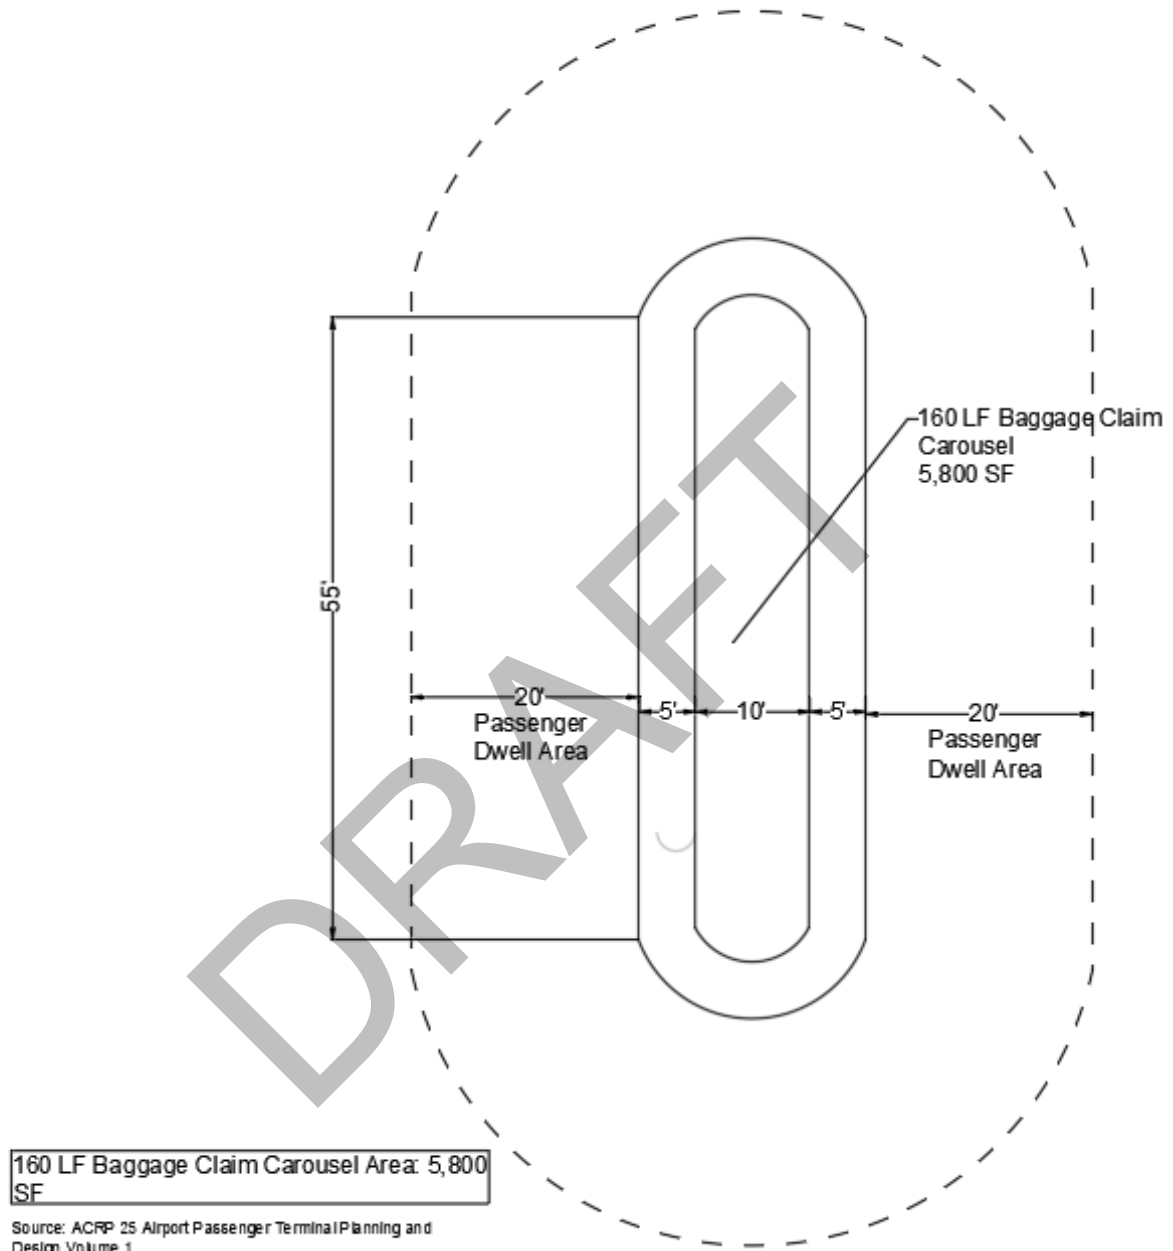 160 LF Baggage Claim
Carousel
5,800 SF
55'
20'
Passenger
Dwell Area
5'
10'
5'
20'
Passenger
Dwell Area
DRAFT
160 LF Baggage Claim Carousel Area: 5,800
SF
Source: ACRP 25 Airport Passenger Terminal Planning and
Design Volume 1